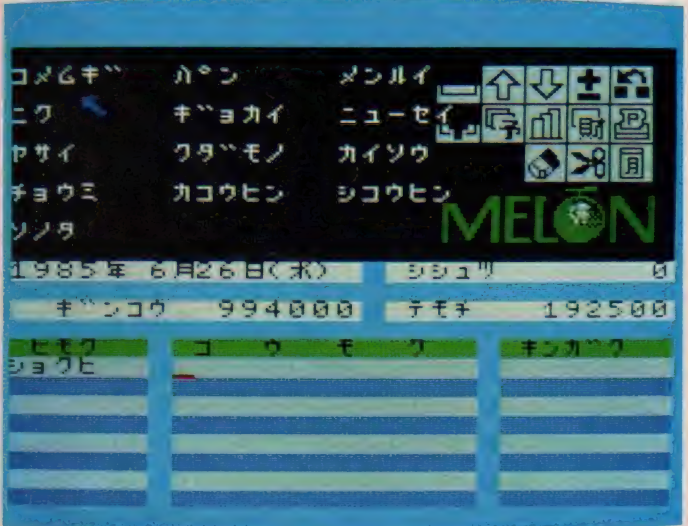 コメムギ パン メンルイ
ニク ギョカイ ニューセイ
ヤサイ クダモノ カイソウ
チョウミ カコウヒン シコウヒン
ソノタ
予 財 P
月
MELON
1985年 6月26日(水) シシュツ 0
ギンコウ 994000 テモチ 192500
ヒモク コウモク キンガク
ショクヒ